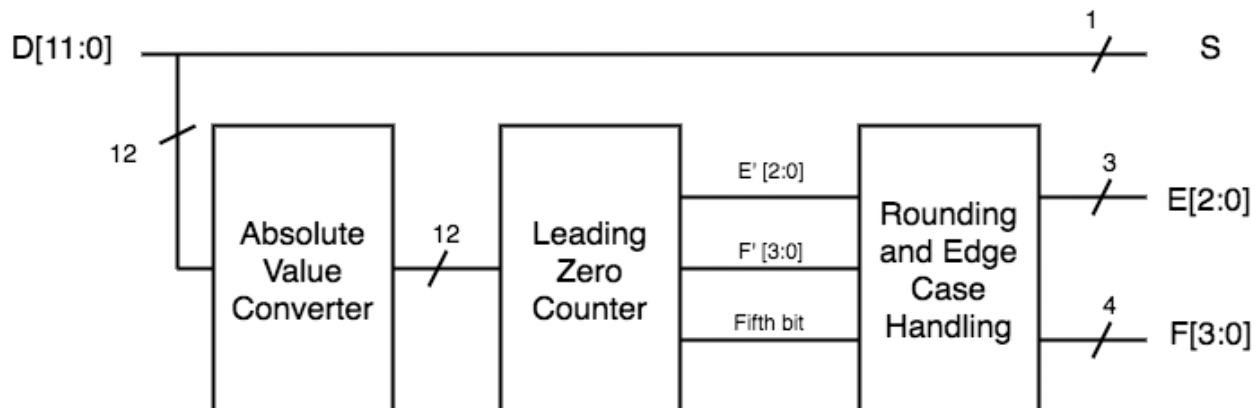 1
D[11:0]
S
12
3
E' [2:0]
E[2:0]
Absolute
Value
Converter
12
Leading
Zero
Counter
F' [3:0]
Rounding
and Edge
Case
Handling
Fifth bit
4
F[3:0]